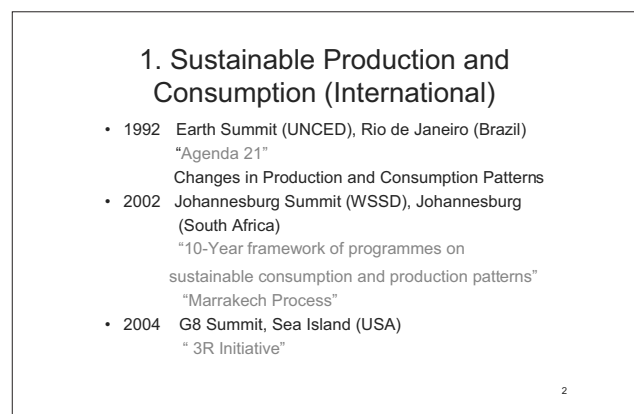 1. Sustainable Production and
Consumption (International)
• 1992 Earth Summit (UNCED), Rio de Janeiro (Brazil)
“Agenda 21”
Changes in Production and Consumption Patterns
• 2002 Johannesburg Summit (WSSD), Johannesburg
(South Africa)
“10-Year framework of programmes on
sustainable consumption and production patterns”
“Marrakech Process”
• 2004 G8 Summit, Sea Island (USA)
“ 3R Initiative”
2